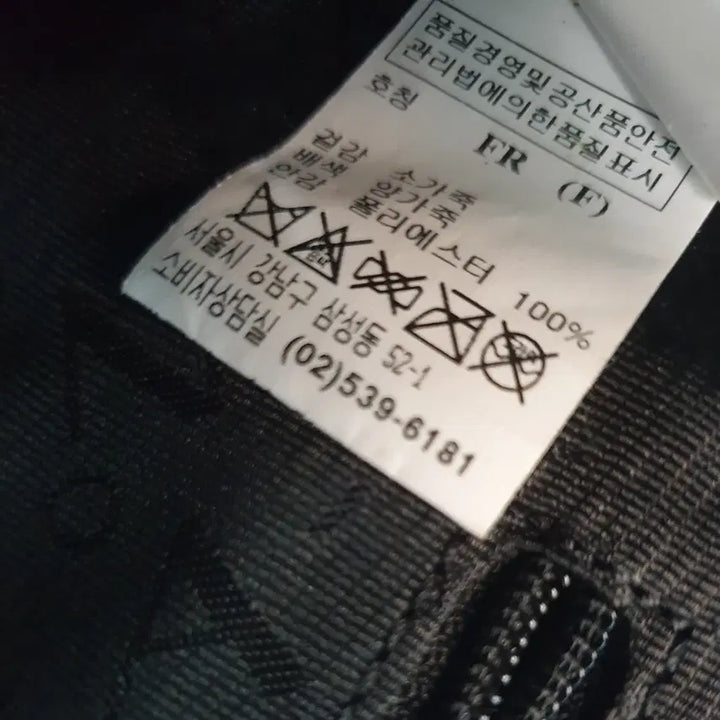 품질경영및공산품안전
관리법에의한품질표시
호칭 FR (F)
겉감 소가죽
배색 양가죽
안감 폴리에스터 100%
서울시 강남구 삼성동 52-1
소비자상담실 (02)539-6181